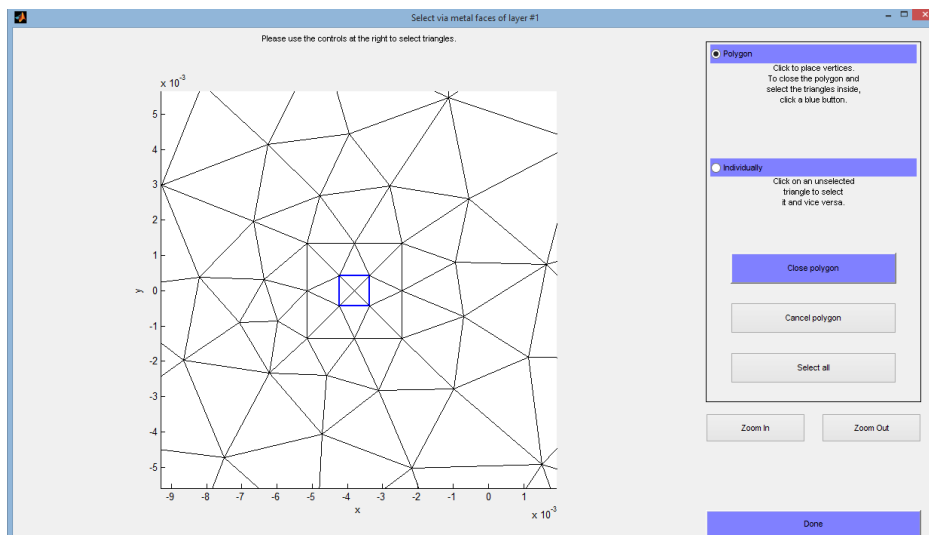 Select via metal faces of layer #1
Please use the controls at the right to select triangles.
x 10^-3
5
4
3
2
1
0
-1
-2
-3
-4
-5
y
-9
-8
-7
-6
-5
-4
-3
-2
-1
0
1
x
x 10^-3
Polygon
Click to place vertices.
To close the polygon and
select the triangles inside,
click a blue button.
Individually
Click on an unselected
triangle to select
it and vice versa.
Close polygon
Cancel polygon
Select all
Zoom In
Zoom Out
Done